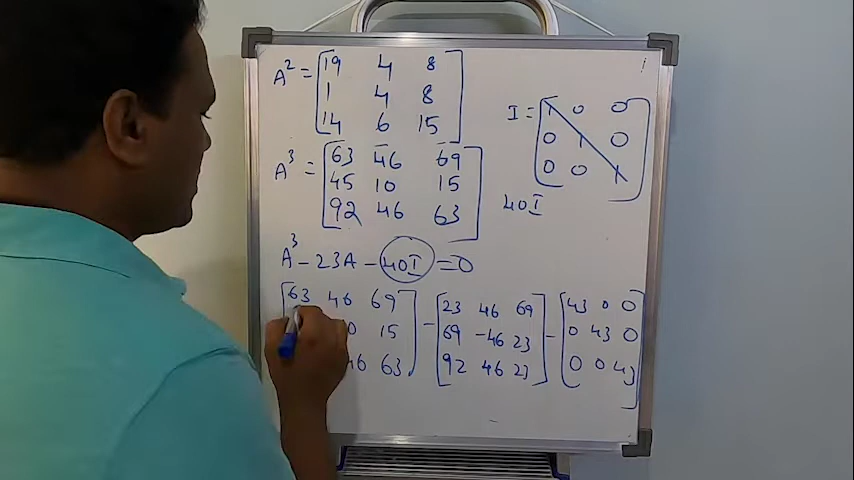 A² = [19 4 8
1 4 8
14 6 15]
I = [1 0 0
0 1 0
0 0 1]
A³ = [63 46 69
45 10 15
92 46 63]
40I
A³ - 23A - 40I = 0
[63 46 69] - [23 46 69] - [43 0 0]
0 15 69 -46 23 0 43 0
46 63 92 46 23 0 0 43